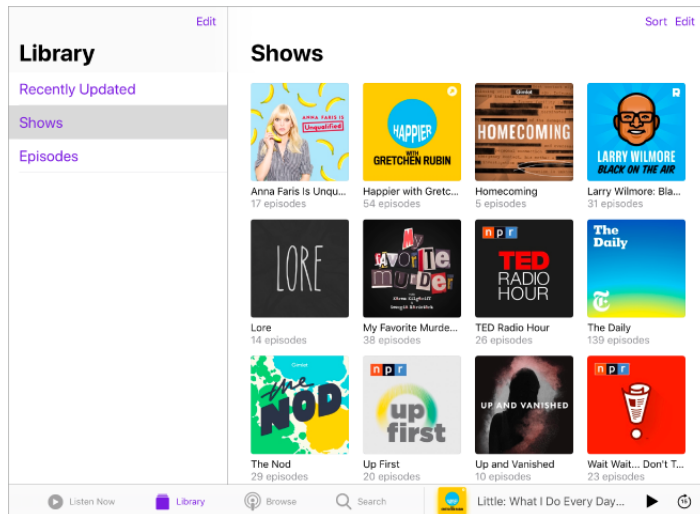 Edit
Library
Recently Updated
Shows
Episodes
Sort Edit
Shows
ANNA FARIS IS
Unqualified
Anna Faris Is Unqu...
17 episodes
HAPPIER
WITH
GRETCHEN RUBIN
Happier with Gretc...
54 episodes
Gimlet
HOMECOMING
Homecoming
5 episodes
LARRY WILMORE
BLACK ON THE AIR
Larry Wilmore: Bla...
31 episodes
LORE
Lore
14 episodes
My
FAVORITE
MURDER
My Favorite Murde...
38 episodes
npr
TED
RADIO
HOUR
TED Radio Hour
26 episodes
The
Daily
The Daily
139 episodes
Gimlet
the
NOD
The Nod
29 episodes
npr
up
first
Up First
20 episodes
UP AND VANISHED
Up and Vanished
10 episodes
npr
Wait Wait... Don't T...
23 episodes
Listen Now
Library
Browse
Search
Little: What I Do Every Day...
15